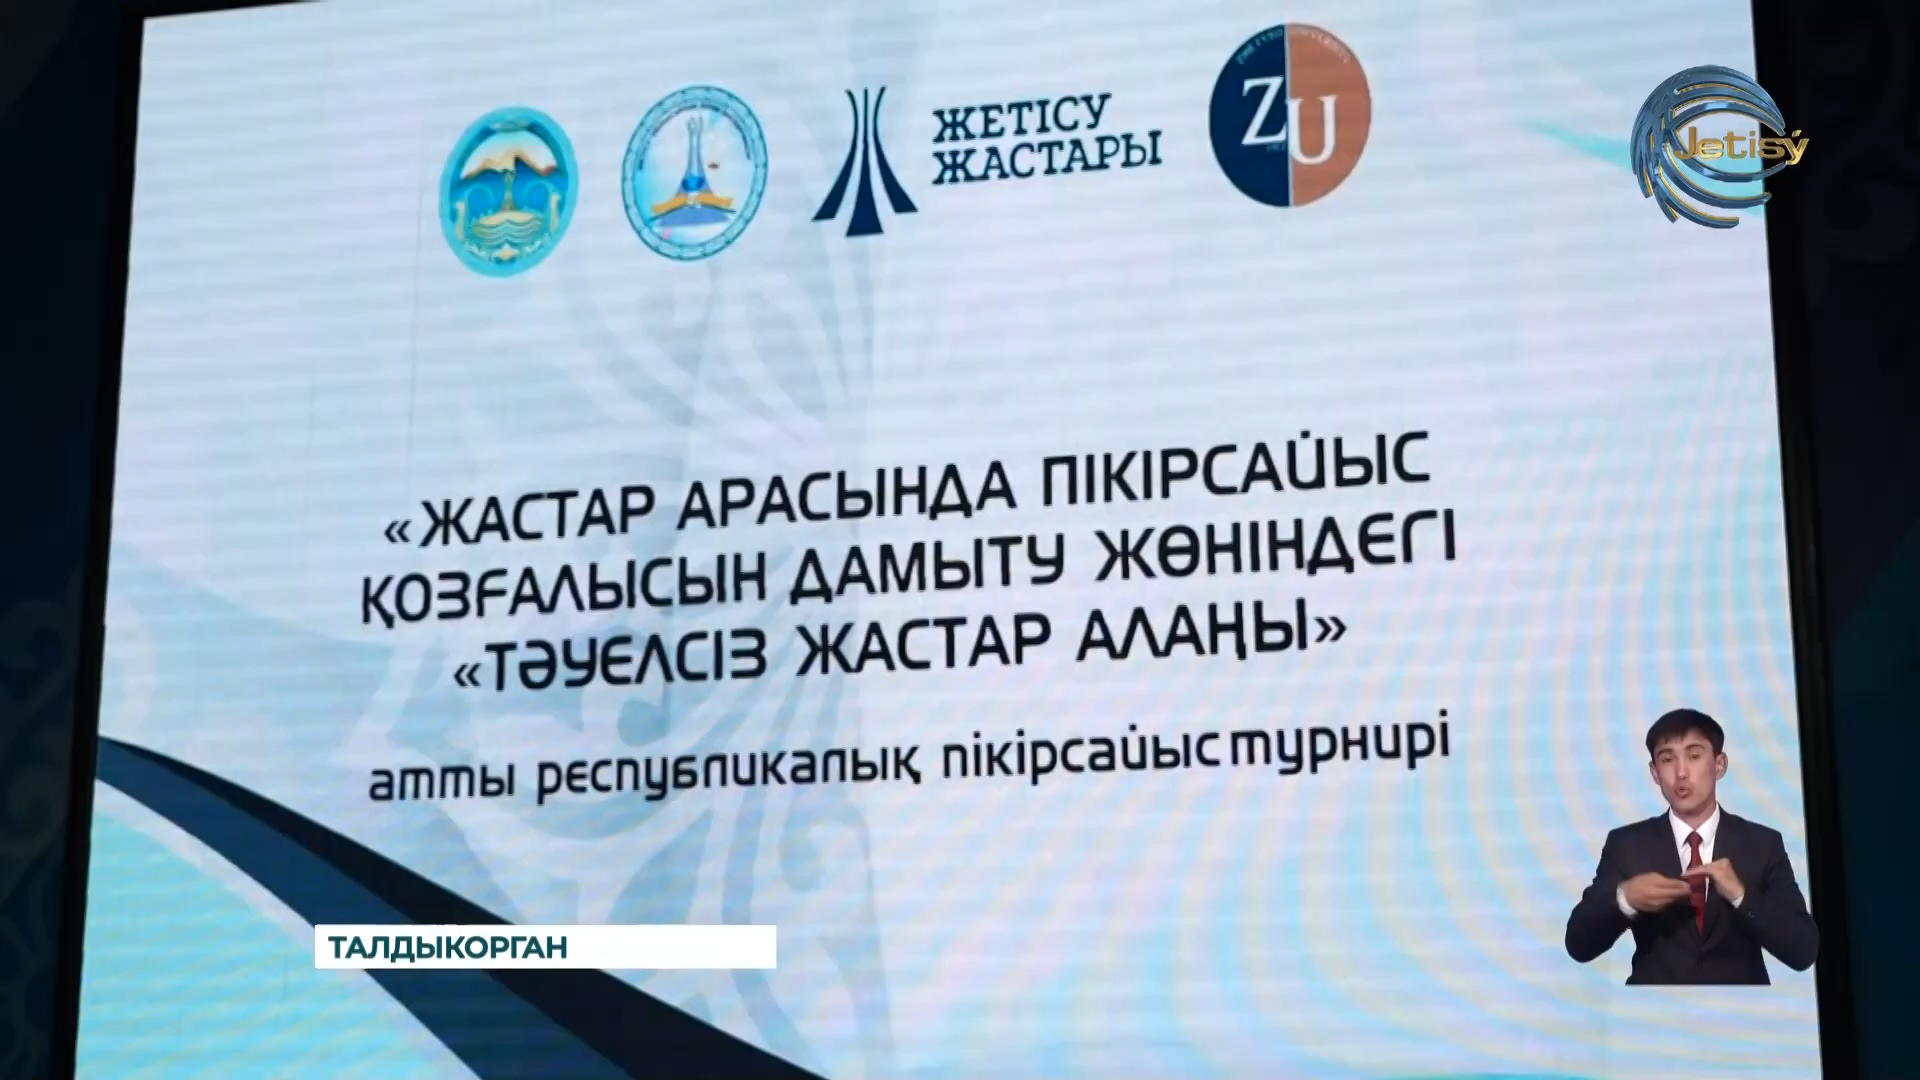 ЖЕТІСУ
ЖАСТАРЫ
ZU
Jetisý
«ЖАСТАР АРАСЫНДА ПІКІРСАЙЫС
ҚОЗҒАЛЫСЫН ДАМЫТУ ЖӨНІНДЕГІ
«ТӘУЕЛСІЗ ЖАСТАР АЛАҢЫ»
атты республикалық пікірсайыс турнирі
ТАЛДЫКОРГАН